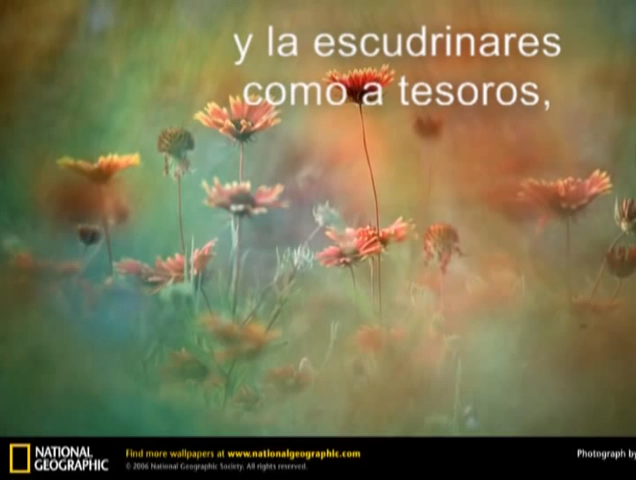 y la escudrinares
como a tesoros,
NATIONAL
GEOGRAPHIC
Find more wallpapers at www.nationalgeographic.com
© 2006 National Geographic Society. All rights reserved.
Photograph by